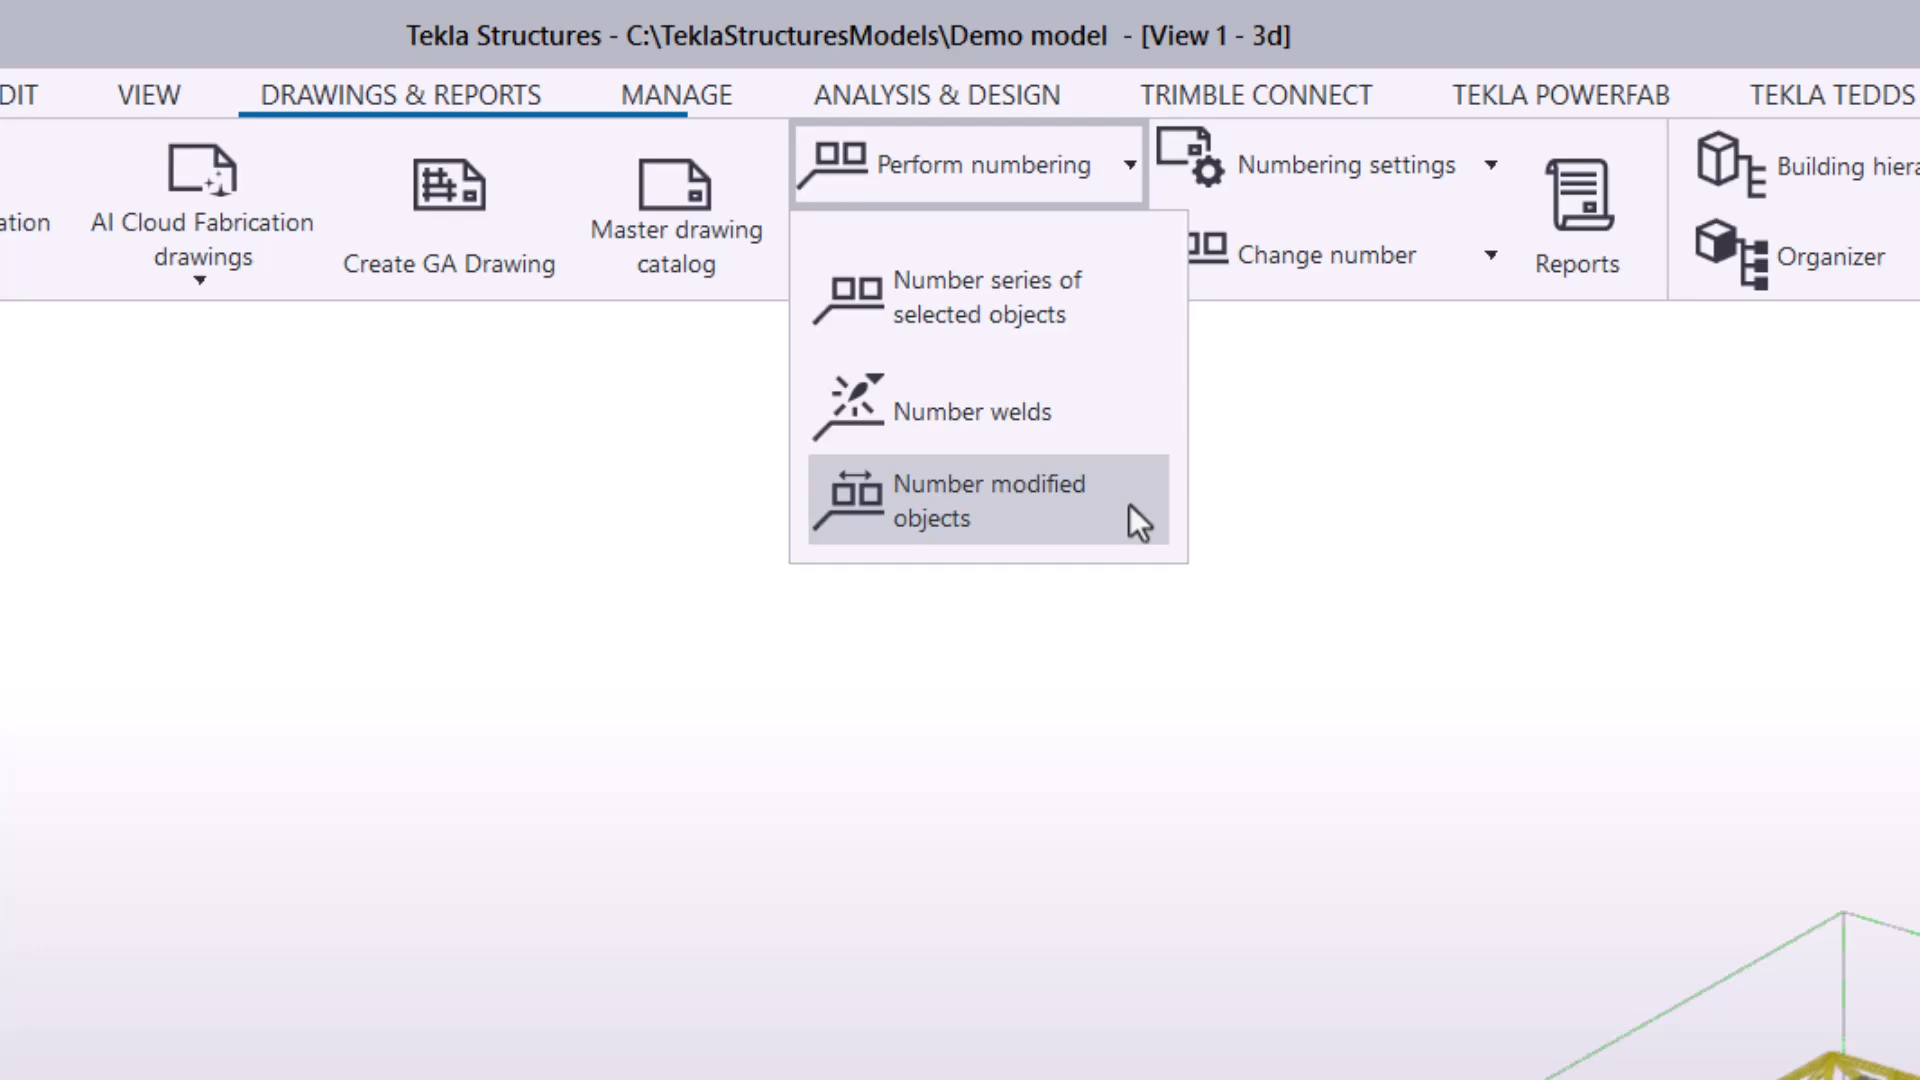 Tekla Structures - C:\TeklaStructuresModels\Demo model - [View 1 - 3d]
DIT VIEW DRAWINGS & REPORTS MANAGE ANALYSIS & DESIGN TRIMBLE CONNECT TEKLA POWERFAB TEKLA TEDDS
ation
AI Cloud Fabrication
drawings
Create GA Drawing
Master drawing
catalog
Perform numbering
Number series of
selected objects
Number welds
Number modified
objects
Numbering settings
Change number
Reports
Building hiera
Organizer